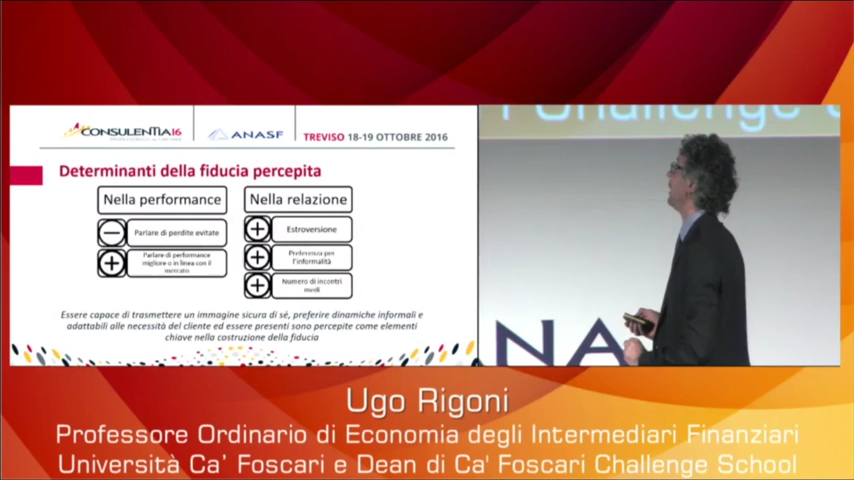 CONSULENTIA16
ANASF
TREVISO 18-19 OTTOBRE 2016
Determinanti della fiducia percepita
Nella performance
Parlare di perdite evitate
Parlare di performance
migliore o in linea con il
mercato
Nella relazione
Estroversione
Preferenza per
l'informalità
Numero di incontri
medi
Essere capace di trasmettere un immagine sicura di sé, preferire dinamiche informali e
adattabili alle necessità del cliente ed essere presenti sono percepite come elementi
chiave nella costruzione della fiducia
Challenge
NA
Ugo Rigoni
Professore Ordinario di Economia degli Intermediari Finanziari
Università Ca' Foscari e Dean di Ca' Foscari Challenge School